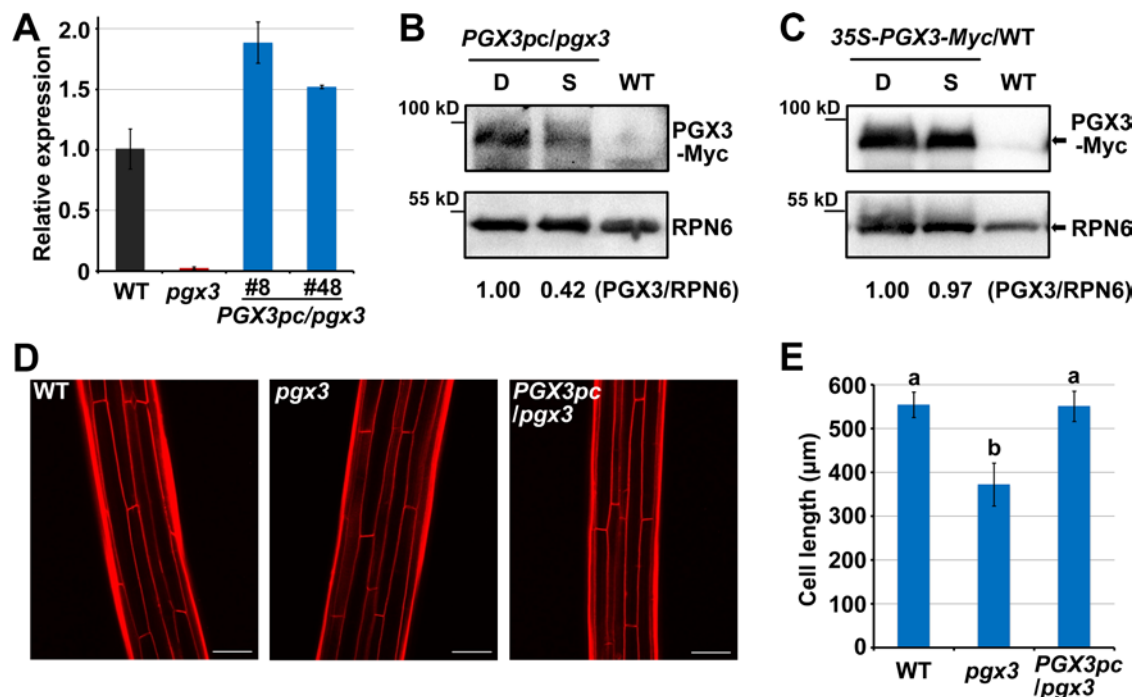 A
Relative expression
2.0
1.5
1.0
0.5
0
WT
pgx3
#8
#48
PGX3pc/pgx3
B
PGX3pc/pgx3
D S WT
100 kD
PGX3
-Myc
55 kD
RPN6
1.00 0.42 (PGX3/RPN6)
C
35S-PGX3-Myc/WT
D S WT
100 kD
PGX3
-Myc
55 kD
RPN6
1.00 0.97 (PGX3/RPN6)
D
WT
pgx3
PGX3pc
/pgx3
E
Cell length (µm)
600
500
400
300
200
100
0
a
b
a
WT
pgx3
PGX3pc
/pgx3